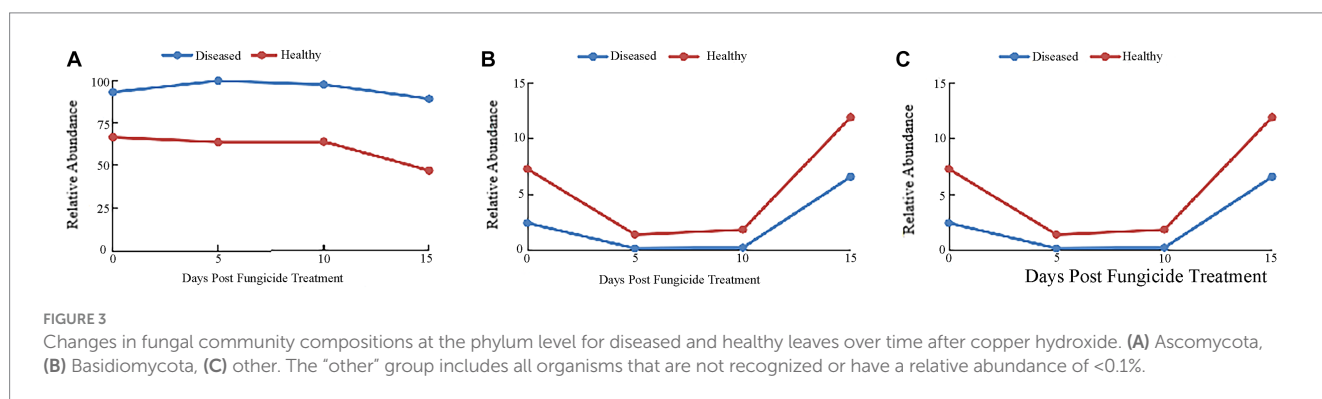 A
Diseased Healthy
100
75
50
25
0
Relative Abundance
0 5 10 15
Days Post Fungicide Treatment
B
Diseased Healthy
15
10
5
0
Relative Abundance
0 5 10 15
Days Post Fungicide Treatment
C
Diseased Healthy
15
10
5
0
Relative Abundance
0 5 10 15
Days Post Fungicide Treatment
FIGURE 3
Changes in fungal community compositions at the phylum level for diseased and healthy leaves over time after copper hydroxide. (A) Ascomycota,
(B) Basidiomycota, (C) other. The “other” group includes all organisms that are not recognized or have a relative abundance of <0.1%.